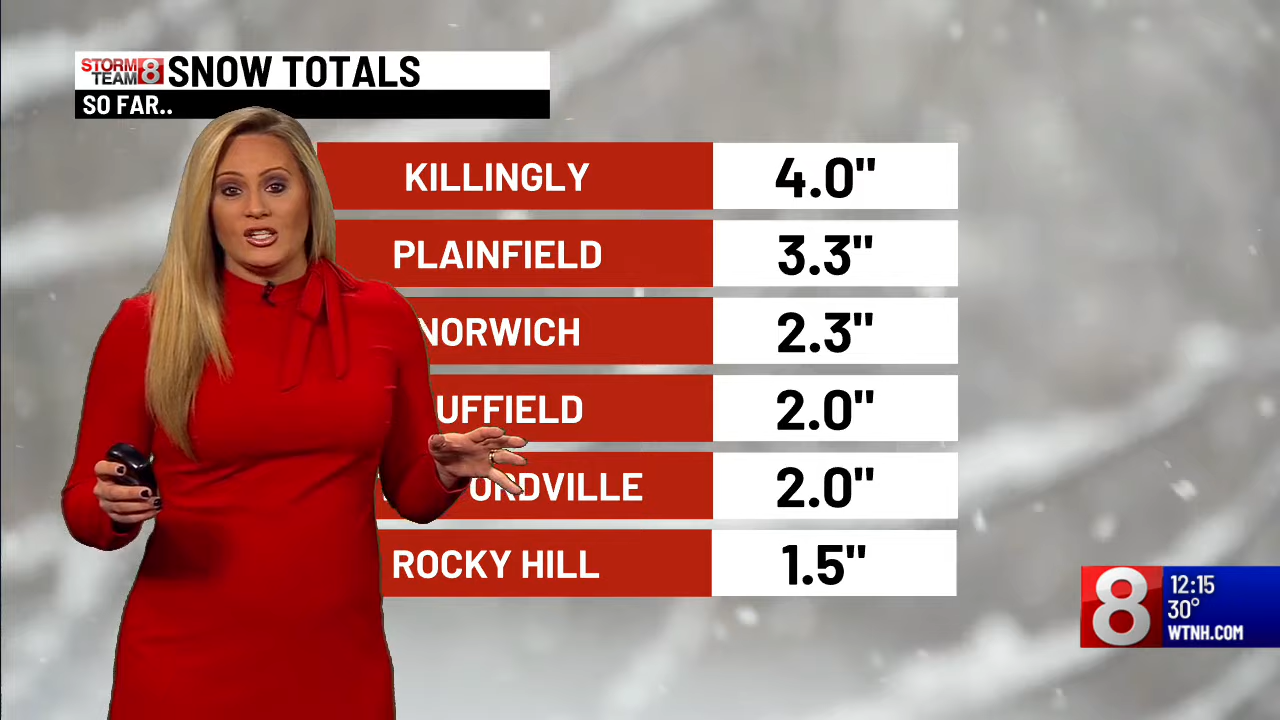 STORM TEAM 8 SNOW TOTALS
SO FAR..
KILLINGLY 4.0"
PLAINFIELD 3.3"
NORWICH 2.3"
UFFIELD 2.0"
ORDVILLE 2.0"
ROCKY HILL 1.5"
8 12:15
30°
WTNH.COM